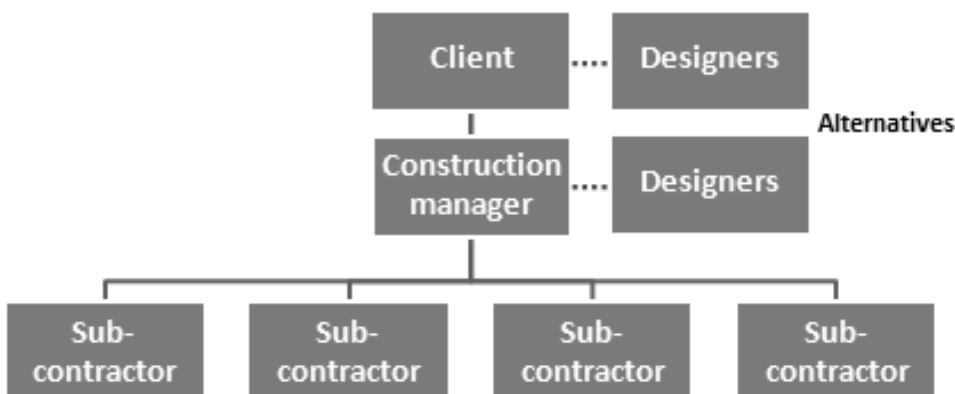 Client .... Designers
Alternatives
Construction
manager .... Designers
Sub-
contractor
Sub-
contractor
Sub-
contractor
Sub-
contractor